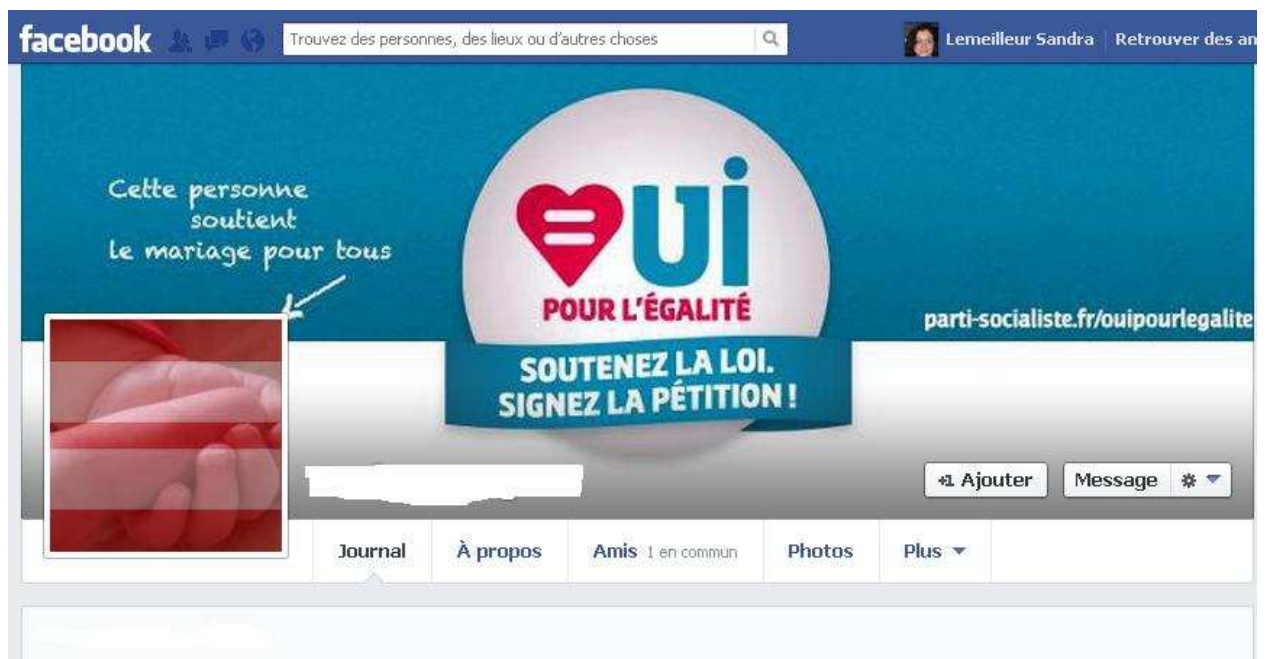 facebook
Trouvez des personnes, des lieux ou d'autres choses
Lemeilleur Sandra
Retrouver des an
Cette personne
soutient
le mariage pour tous
OUi
POUR L'ÉGALITÉ
SOUTENEZ LA LOI.
SIGNEZ LA PÉTITION !
parti-socialiste.fr/ouipourlegalite
+1 Ajouter
Message
Journal
À propos
Amis 1 en commun
Photos
Plus